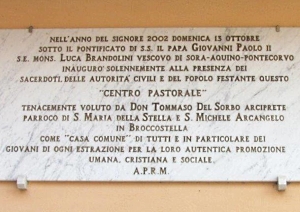 NELL'ANNO DEL SIGNORE 2002 DOMENICA 13 OTTOBRE
SOTTO IL PONTIFICATO DI S.S. IL PAPA GIOVANNI PAOLO II
S.E. MONS. LUCA BRANDOLINI VESCOVO DI SORA-AQUINO-PONTECORVO
INAUGURÒ SOLENNEMENTE ALLA PRESENZA DEI
SACERDOTI, DELLE AUTORITÀ CIVILI E DEL POPOLO FESTANTE QUESTO
"CENTRO PASTORALE"
TENACEMENTE VOLUTO DA DON TOMMASO DEL SORBO ARCIPRETE
PARROCO DI S. MARIA DELLA STELLA E S. MICHELE ARCANGELO
IN BROCCOSTELLA
COME "CASA COMUNE" DI TUTTI E IN PARTICOLARE DEI
GIOVANI DI OGNI ESTRAZIONE PER LA LORO AUTENTICA PROMOZIONE
UMANA, CRISTIANA E SOCIALE.
A.P.R.M.